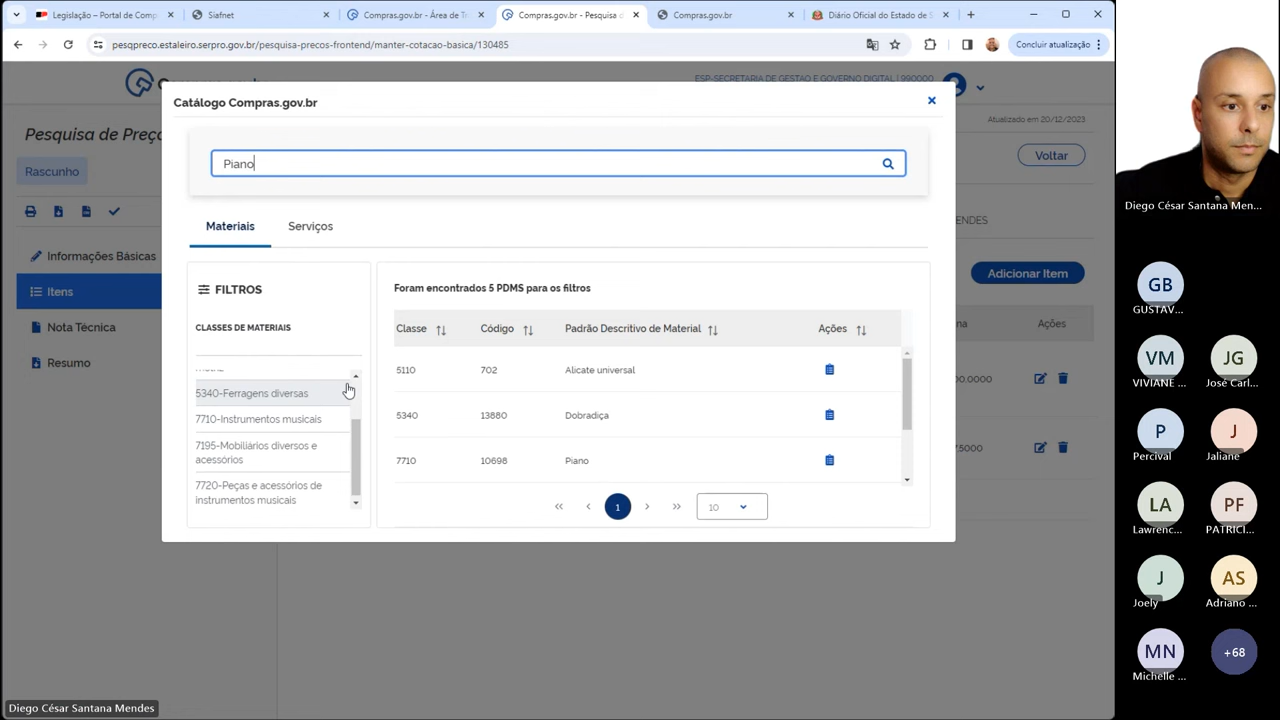 Legislação – Portal de Comp
Siafnet
Compras.gov.br - Área de Tr
Compras.gov.br - Pesquisa d
Compras.gov.br
Diário Oficial do Estado de S
pesqpreco.estaleiro.serpro.gov.br/pesquisa-precos-frontend/manter-cotacao-basica/130485
Concluir atualização
ESP-SECRETARIA DE GESTAO E GOVERNO DIGITAL | 990000
Catálogo Compras.gov.br
Atualizado em 20/12/2023
Pesquisa de Preço
Piano
Voltar
Rascunho
Diego César Santana Men...
MENDES
Materiais
Serviços
Informações Básicas
Adicionar Item
FILTROS
Foram encontrados 5 PDMS para os filtros
Itens
CLASSES DE MATERIAIS
Classe
Código
Padrão Descritivo de Material
Ações
Ações
Nota Técnica
Resumo
5110
702
Alicate universal
5340-Ferragens diversas
7710-Instrumentos musicais
5340
13880
Dobradiça
7195-Mobiliários diversos e
acessórios
7710
10698
Piano
7720-Peças e acessórios de
instrumentos musicais
1
10
GB
GUSTAV...
VM
VIVIANE ...
JG
José Carl...
P
Percival
J
Jaliane
LA
Lawrenc...
PF
PATRICI...
J
Joely
AS
Adriano ...
MN
Michelle ...
+68
Diego César Santana Mendes